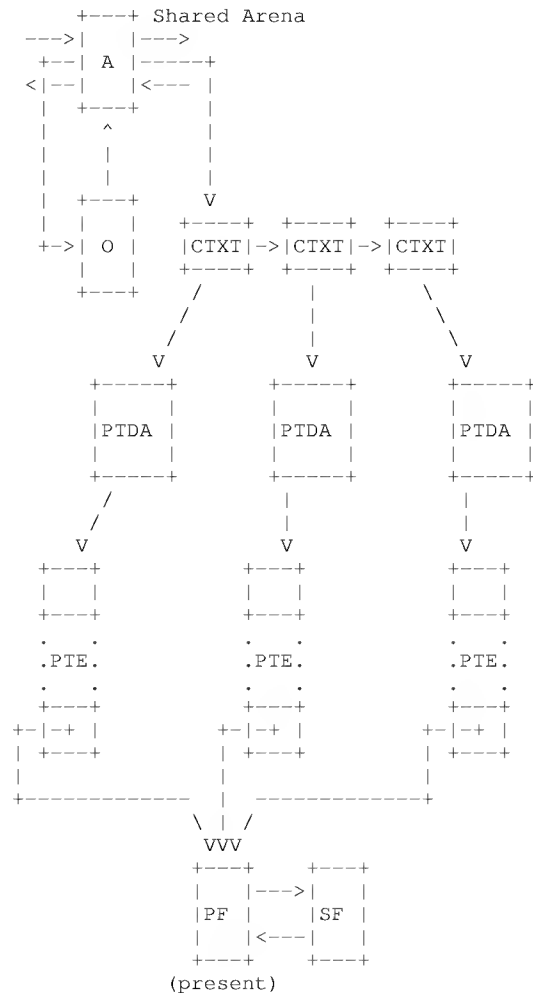 Shared Arena
A
O CTXT CTXT CTXT
PTDA PTDA PTDA
PTE PTE PTE
PF SF
(present)